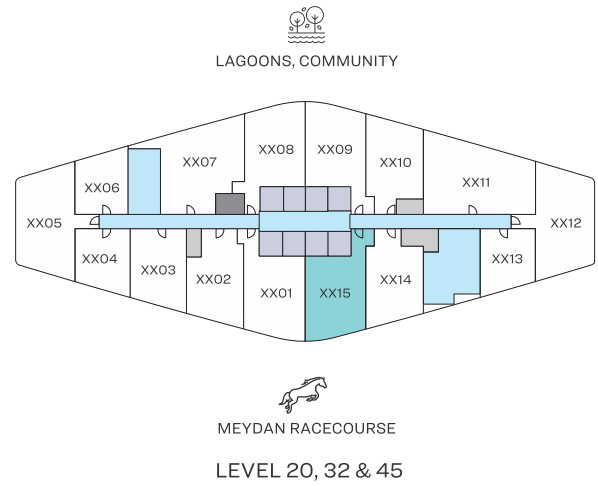 LAGOONS, COMMUNITY
XX08 XX09
XX07 XX10
XX06 XX11
XX05 XX12
XX04 XX03 XX02 XX01 XX15 XX14 XX13
MEYDAN RACECOURSE
LEVEL 20, 32 & 45